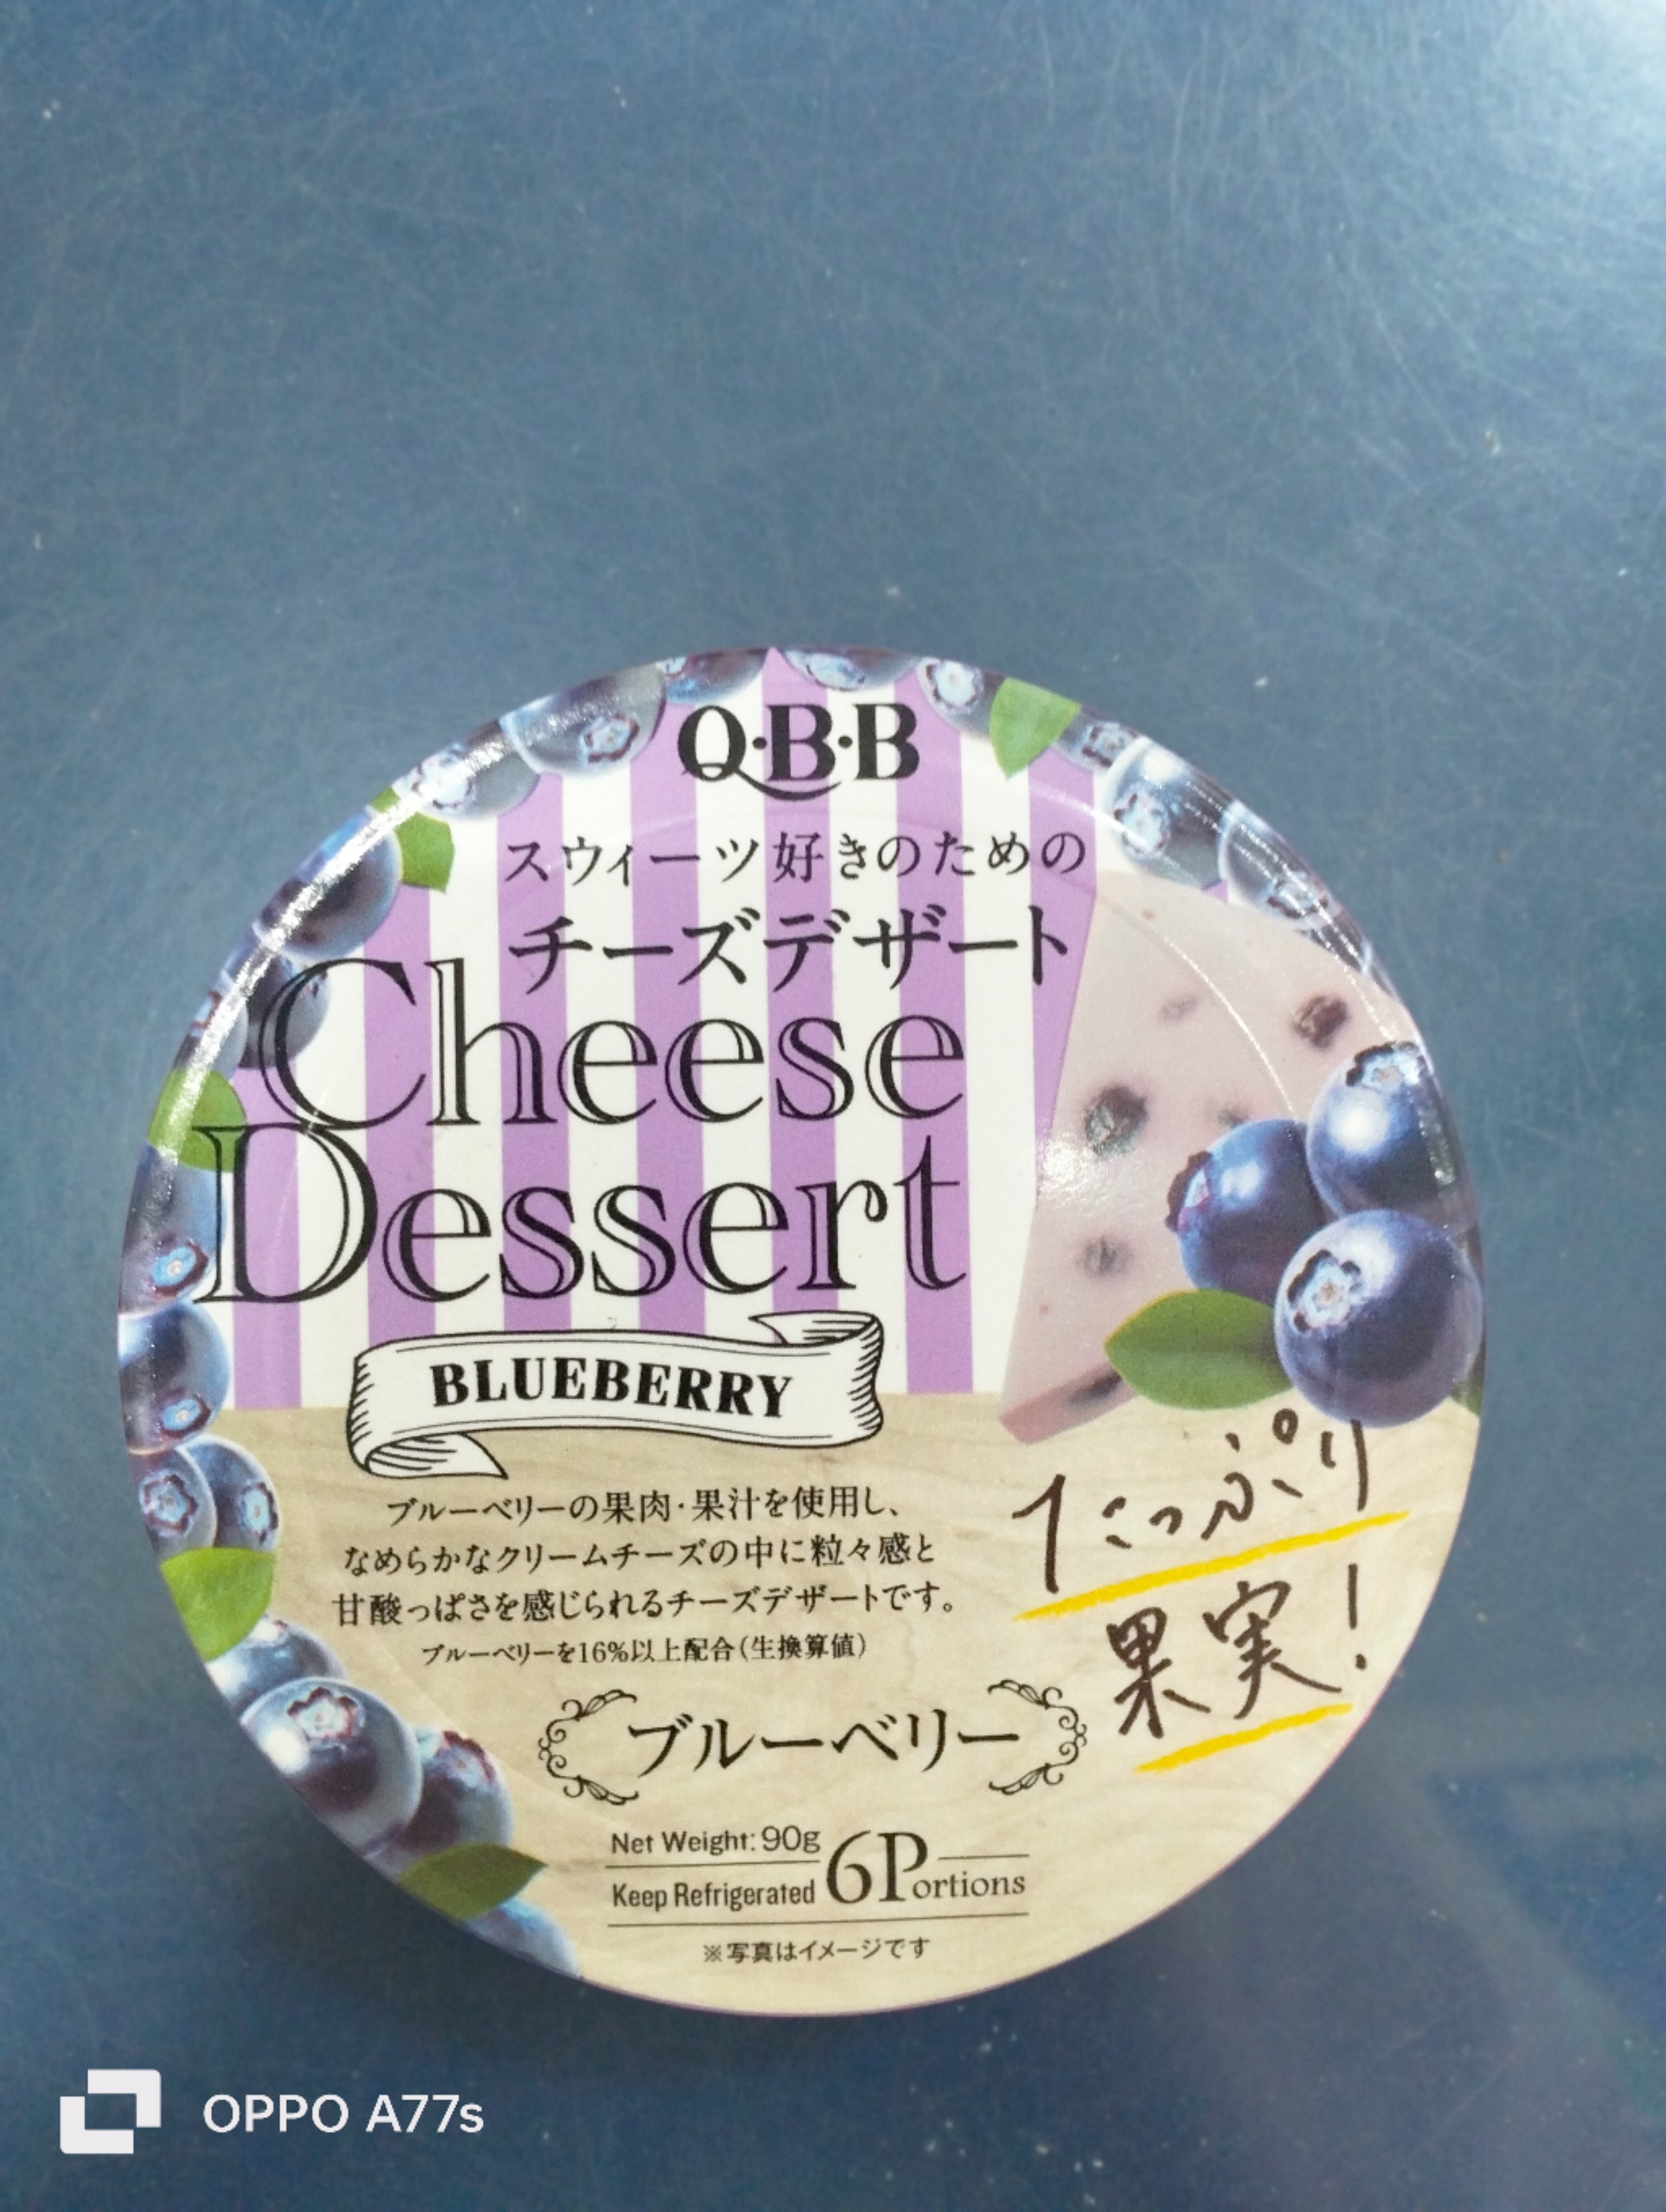 Q·B·B
スウィーツ好きのための
チーズデザート
Cheese
Dessert
BLUEBERRY
ブルーベリーの果肉・果汁を使用し、
なめらかなクリームチーズの中に粒々感と
甘酸っぱさを感じられるチーズデザートです。
ブルーベリーを16%以上配合(生換算値)
たっぷり
果実!
ブルーベリー
Net Weight: 90g
Keep Refrigerated
6Portions
※写真はイメージです
OPPO A77s